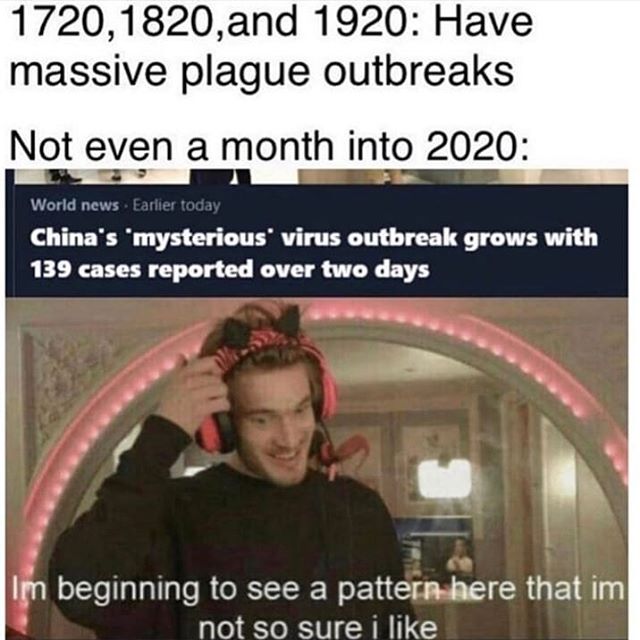 1720,1820,and 1920: Have
massive plague outbreaks
Not even a month into 2020:
World news · Earlier today
China's 'mysterious' virus outbreak grows with
139 cases reported over two days
Im beginning to see a pattern here that im
not so sure i like